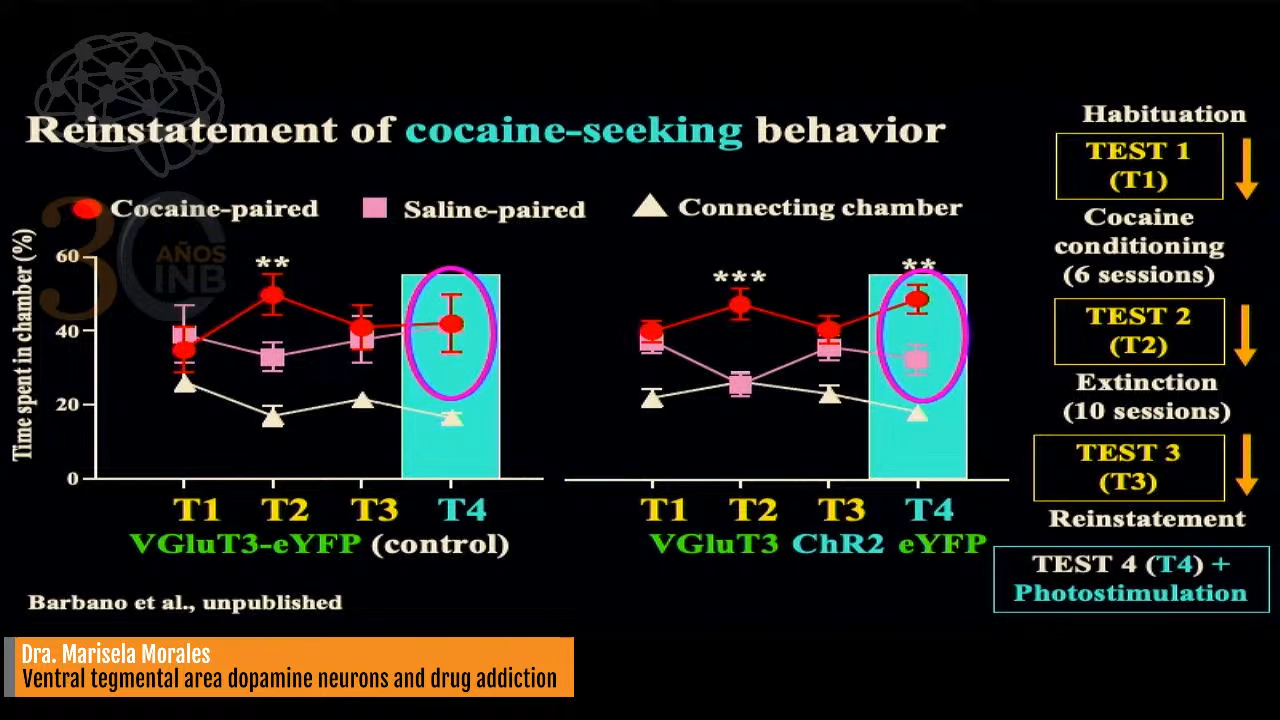 Reinstatement of cocaine-seeking behavior
Cocaine-paired
Saline-paired
Connecting chamber
30 AÑOS
INB
Time spent in chamber (%)
60
40
20
0
**
***
**
T1 T2 T3 T4
VGluT3-eYFP (control)
T1 T2 T3 T4
VGluT3 ChR2 eYFP
Habituation
TEST 1
(T1)
Cocaine
conditioning
(6 sessions)
TEST 2
(T2)
Extinction
(10 sessions)
TEST 3
(T3)
Reinstatement
TEST 4 (T4) +
Photostimulation
Barbano et al., unpublished
Dra. Marisela Morales
Ventral tegmental area dopamine neurons and drug addiction